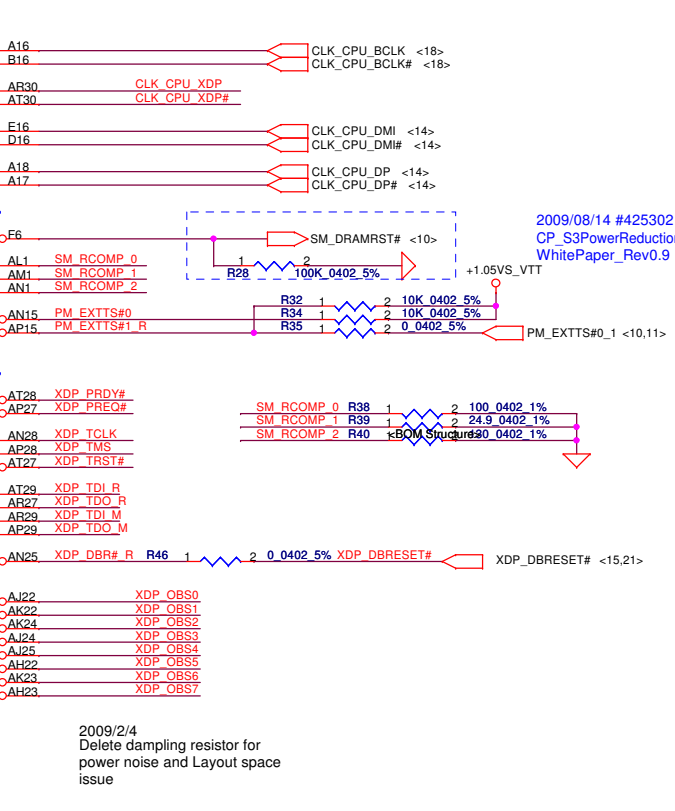 A16 CLK_CPU_BCLK <18>
B16 CLK_CPU_BCLK# <18>
AR30 CLK_CPU_XDP
AT30 CLK_CPU_XDP#
E16 CLK_CPU_DMI <14>
D16 CLK_CPU_DMI# <14>
A18 CLK_CPU_DP <14>
A17 CLK_CPU_DP# <14>
2009/08/14 #425302
CP_S3PowerReduction
WhitePaper_Rev0.9
F6 SM_DRAMRST# <10>
AL1 SM_RCOMP_0
AM1 SM_RCOMP_1
AN1 SM_RCOMP_2
1 2
R28 100K_0402_5%
+1.05VS_VTT
R32 1 2 10K_0402_5%
AN15 PM_EXTTS#0 R34 1 2 10K_0402_5%
AP15 PM_EXTTS#1_R R35 1 2 0_0402_5% PM_EXTTS#0_1 <10,11>
AT28 XDP_PRDY#
AP27 XDP_PREQ#
SM_RCOMP_0 R38 1 2 100_0402_1%
SM_RCOMP_1 R39 1 2 24.9_0402_1%
SM_RCOMP_2 R40 1 2 130_0402_1%
<BOM Structure>
AN28 XDP_TCLK
AP28 XDP_TMS
AT27 XDP_TRST#
AT29 XDP_TDI_R
AR27 XDP_TDO_R
AR29 XDP_TDI_M
AP29 XDP_TDO_M
AN25 XDP_DBR#_R R46 1 2 0_0402_5% XDP_DBRESET# XDP_DBRESET# <15,21>
AJ22 XDP_OBS0
AK22 XDP_OBS1
AK24 XDP_OBS2
AJ24 XDP_OBS3
AJ25 XDP_OBS4
AH22 XDP_OBS5
AK23 XDP_OBS6
AH23 XDP_OBS7
2009/2/4
Delete dampling resistor for
power noise and Layout space
issue